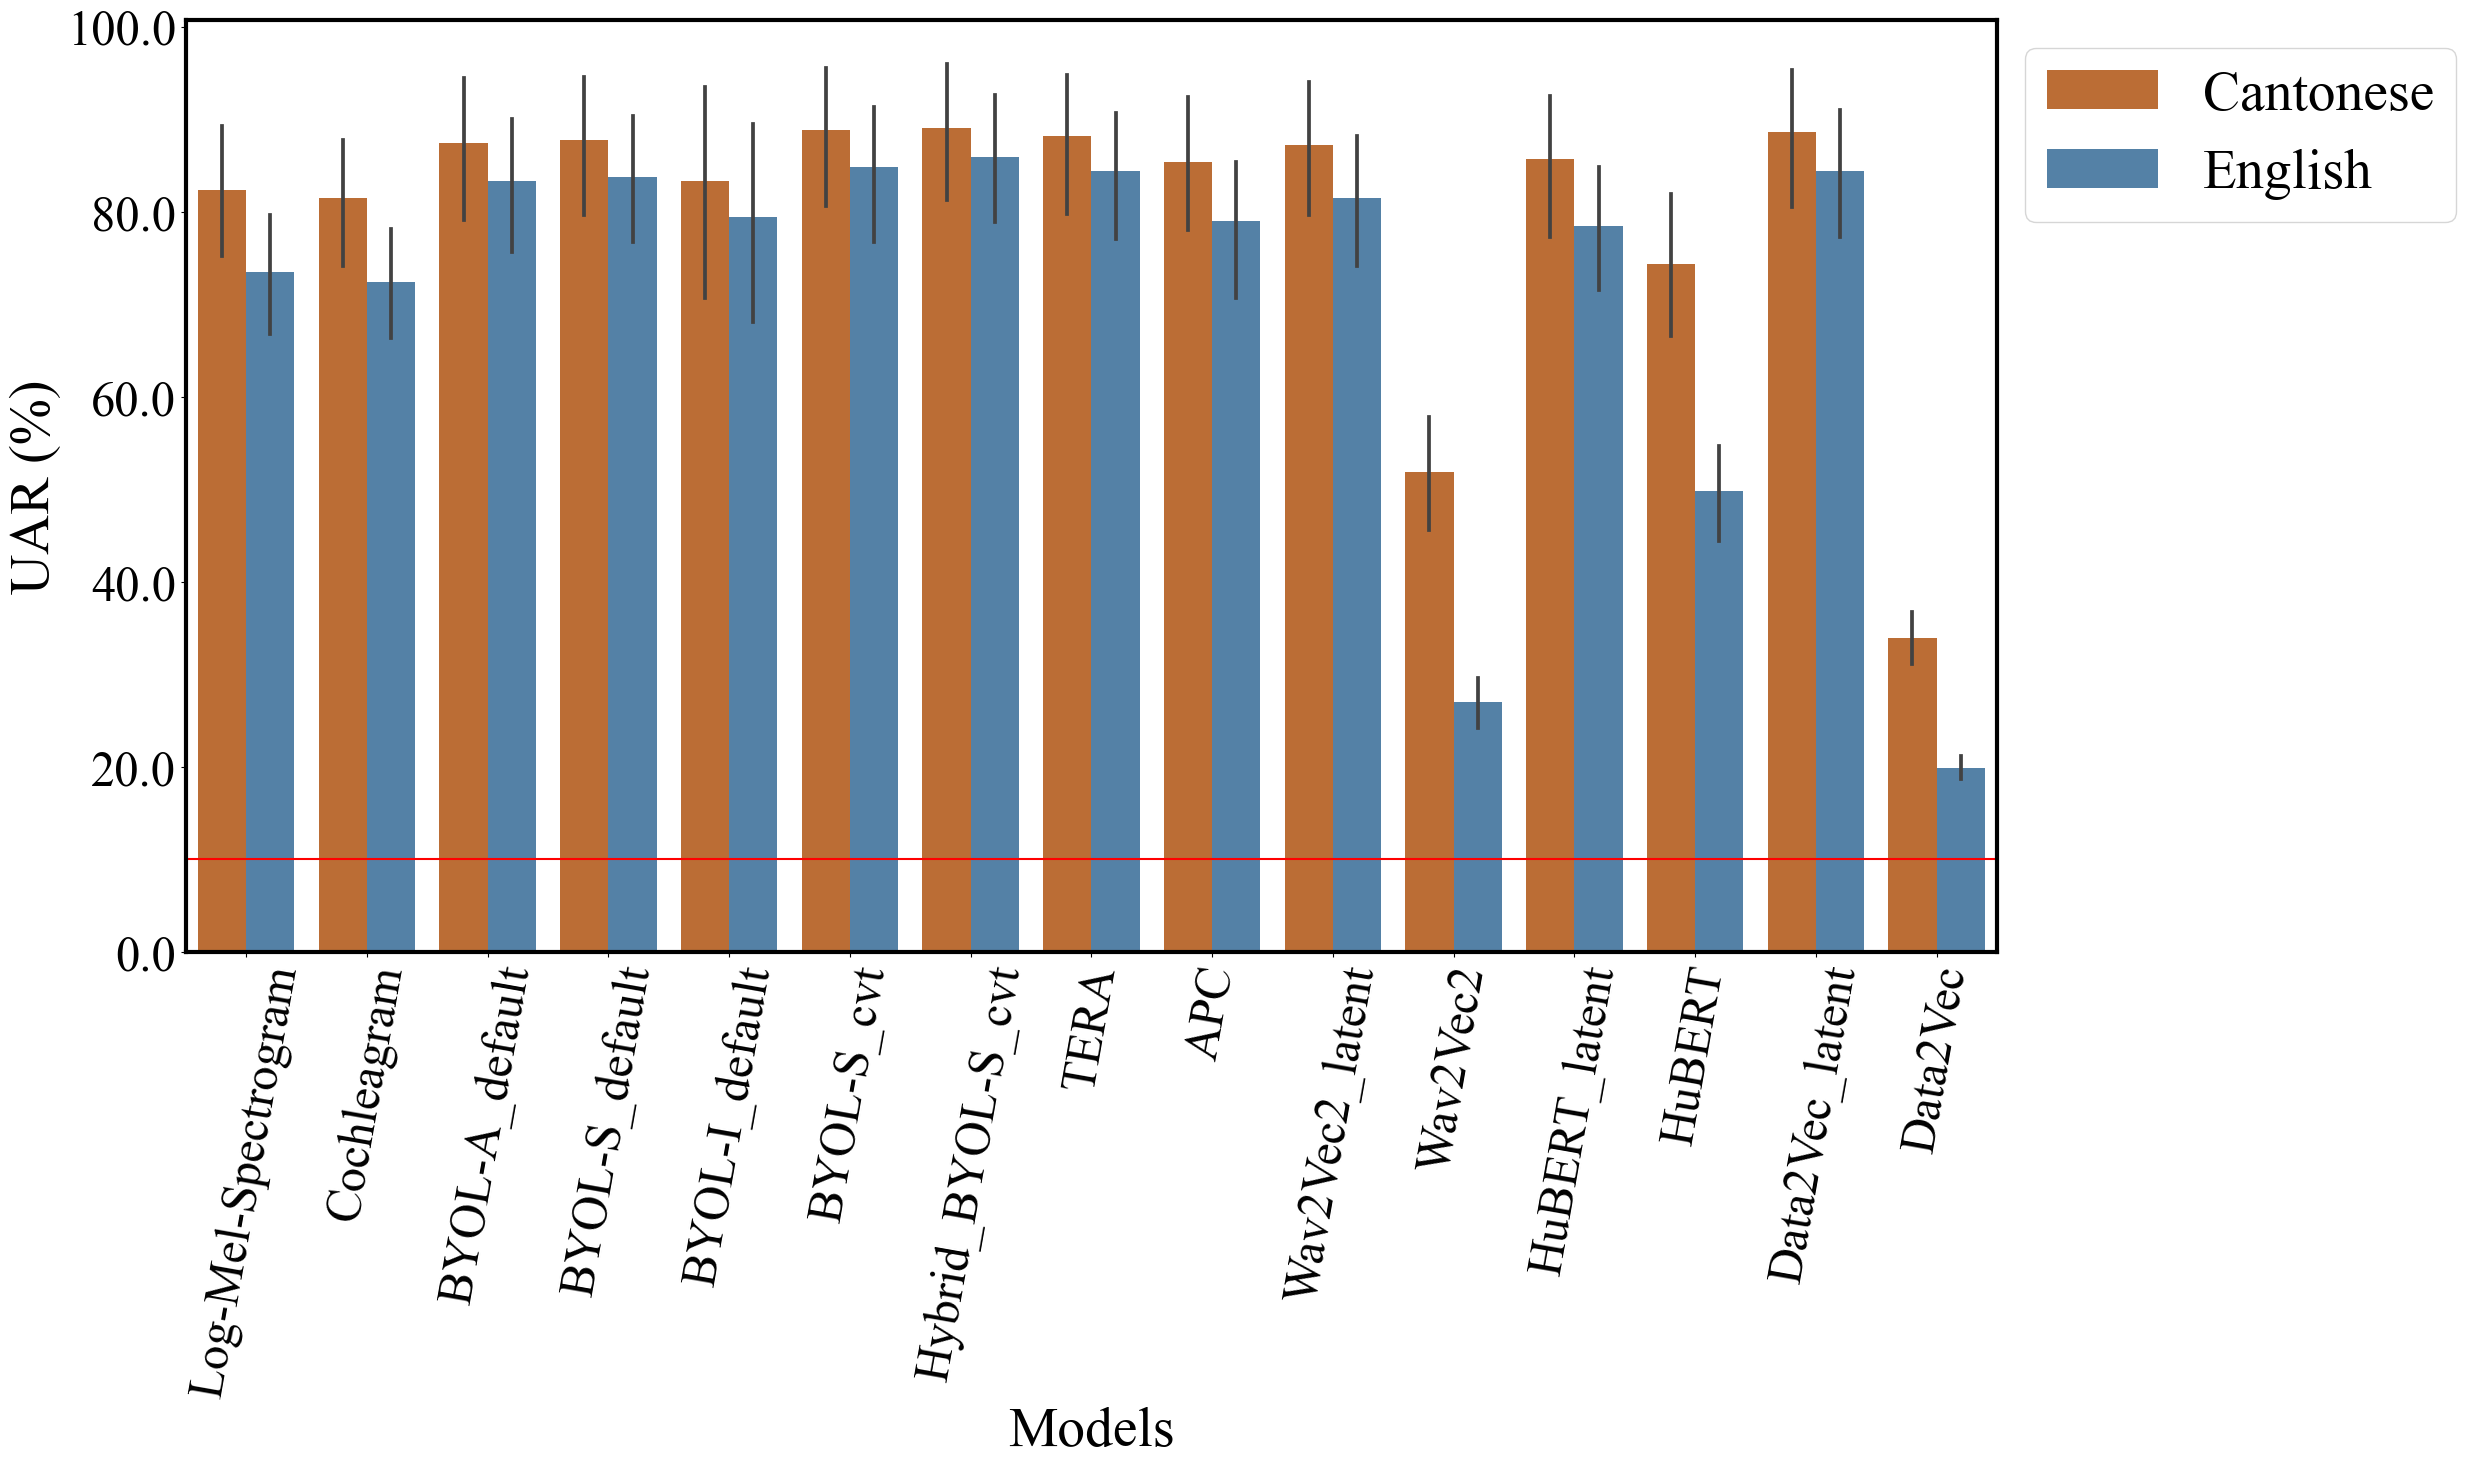 100.0
80.0
60.0
40.0
20.0
0.0
UAR (%)
Cantonese
English
Log-Mel-Spectrogram
Cochleagram
BYOL-A_default
BYOL-S_default
BYOL-I_default
BYOL-S_cvt
Hybrid_BYOL-S_cvt
TERA
APC
Wav2Vec2_latent
Wav2Vec2
HuBERT_latent
HuBERT
Data2Vec_latent
Data2Vec
Models